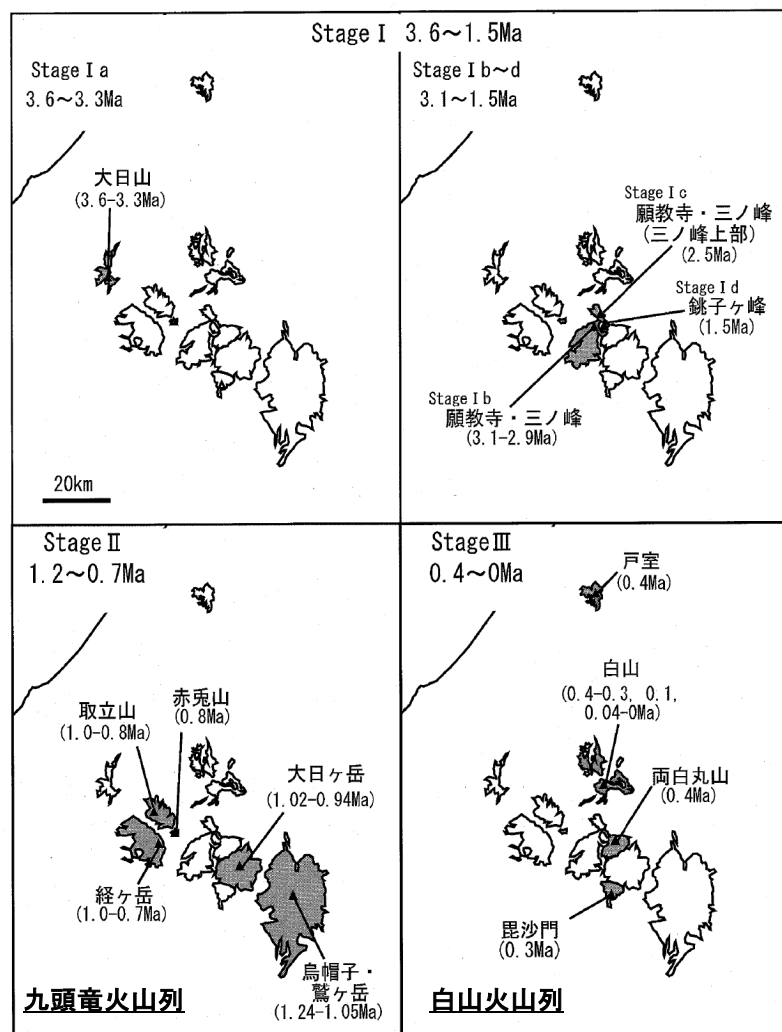 Stage I 3.6～1.5Ma
Stage I a
3.6～3.3Ma
大日山
(3.6-3.3Ma)
20km
Stage I b～d
3.1～1.5Ma
Stage I c
願教寺・三ノ峰
(三ノ峰上部)
(2.5Ma)
Stage I d
銚子ヶ峰
(1.5Ma)
Stage I b
願教寺・三ノ峰
(3.1-2.9Ma)
Stage Ⅱ
1.2～0.7Ma
取立山
(1.0-0.8Ma)
赤兎山
(0.8Ma)
大日ヶ岳
(1.02-0.94Ma)
経ヶ岳
(1.0-0.7Ma)
烏帽子・
鷲ヶ岳
(1.24-1.05Ma)
九頭竜火山列
Stage Ⅲ
0.4～0Ma
戸室
(0.4Ma)
白山
(0.4-0.3, 0.1,
0.04-0Ma)
両白丸山
(0.4Ma)
毘沙門
(0.3Ma)
白山火山列